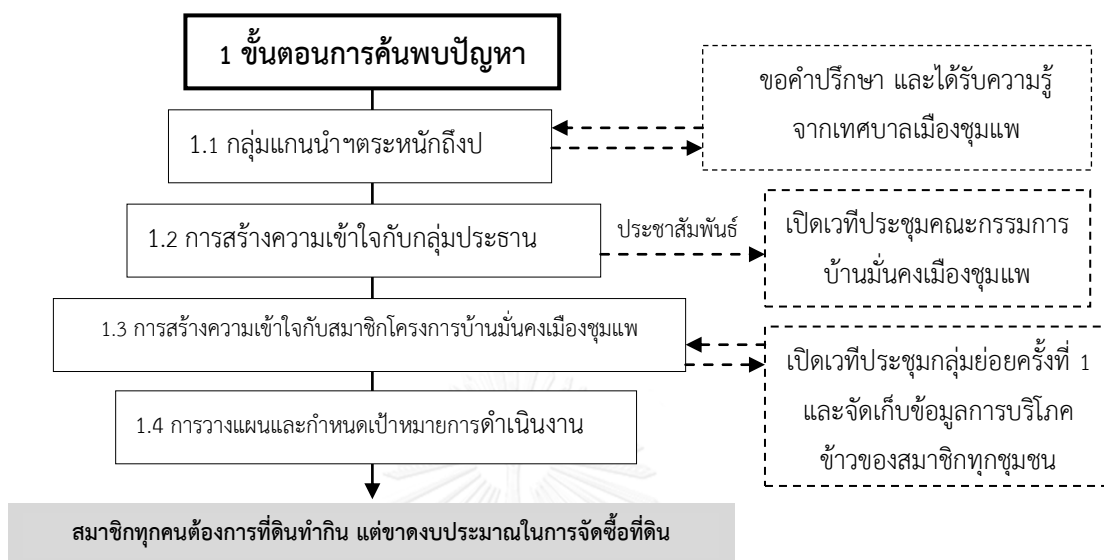 1 ขั้นตอนการค้นพบปัญหา
ขอคำปรึกษา และได้รับความรู้
จากเทศบาลเมืองชุมแพ
1.1 กลุ่มแกนนำฯตระหนักถึงป
1.2 การสร้างความเข้าใจกับกลุ่มประธาน
ประชาสัมพันธ์
เปิดเวทีประชุมคณะกรรมการ
บ้านมั่นคงเมืองชุมแพ
1.3 การสร้างความเข้าใจกับสมาชิกโครงการบ้านมั่นคงเมืองชุมแพ
เปิดเวทีประชุมกลุ่มย่อยครั้งที่ 1
และจัดเก็บข้อมูลการบริโภค
ข้าวของสมาชิกทุกชุมชน
1.4 การวางแผนและกำหนดเป้าหมายการดำเนินงาน
สมาชิกทุกคนต้องการที่ดินทำกิน แต่ขาดงบประมาณในการจัดซื้อที่ดิน